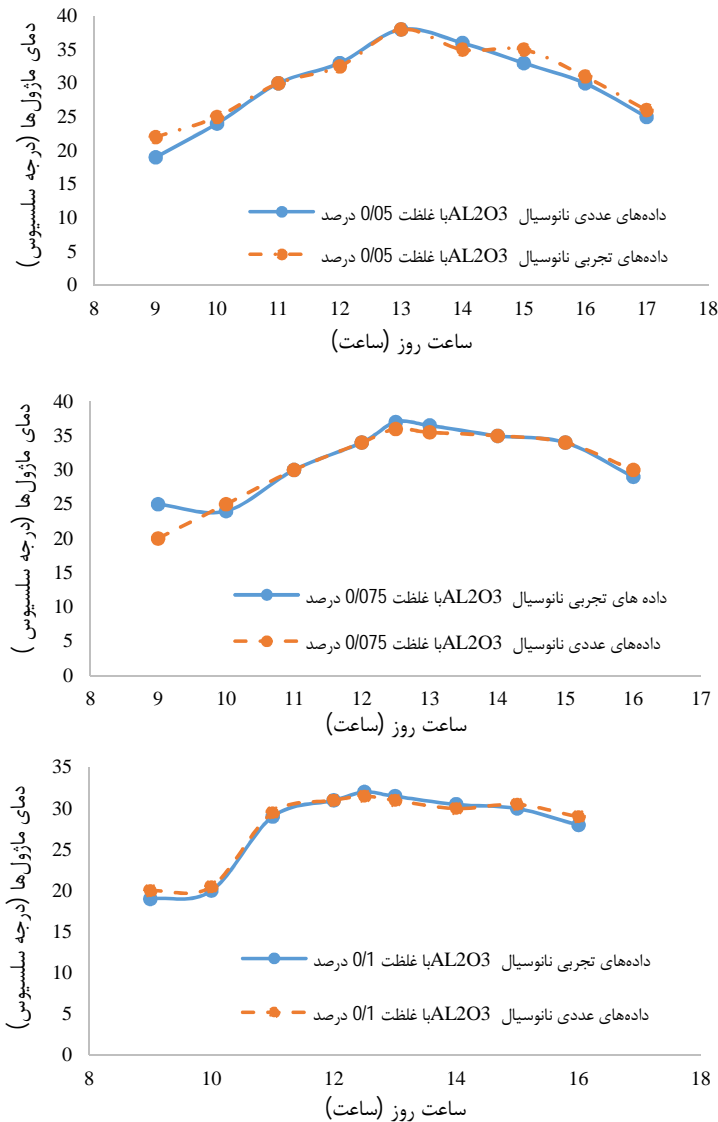 40
35
30
25
20
15
10
5
0
دمای ماژول‌ها (درجه سلسیوس)
داده‌های عددی نانوسیال AL2O3با غلظت 0/05 درصد
داده‌های تجربی نانوسیال AL2O3با غلظت 0/05 درصد
8 9 10 11 12 13 14 15 16 17 18
ساعت روز (ساعت)
40
35
30
25
20
15
10
5
0
دمای ماژول‌ها (درجه سلسیوس )
داده های تجربی نانوسیال AL2O3با غلظت 0/075 درصد
داده‌های عددی نانوسیال AL2O3با غلظت 0/075 درصد
8 9 10 11 12 13 14 15 16 17
ساعت روز (ساعت)
35
30
25
20
15
10
5
0
دمای ماژول‌ها (درجه سلسیوس)
داده‌های تجربی نانوسیال AL2O3با غلظت 0/1 درصد
داده‌های عددی نانوسیال AL2O3با غلظت 0/1 درصد
8 10 12 14 16 18
ساعت روز (ساعت)